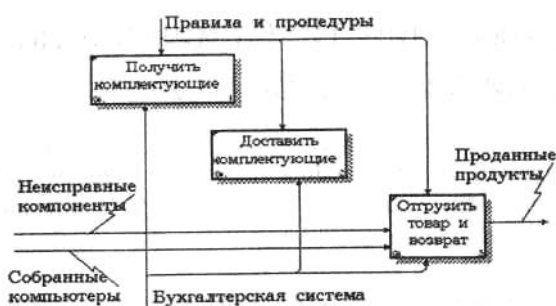 Правила и процедуры
Получить
комплектующие
Доставить
комплектующие
Проданные
продукты
Неисправные
компоненты
Отгрузить
товар и
возврат
Собранные
компьютеры
Бухгалтерская система